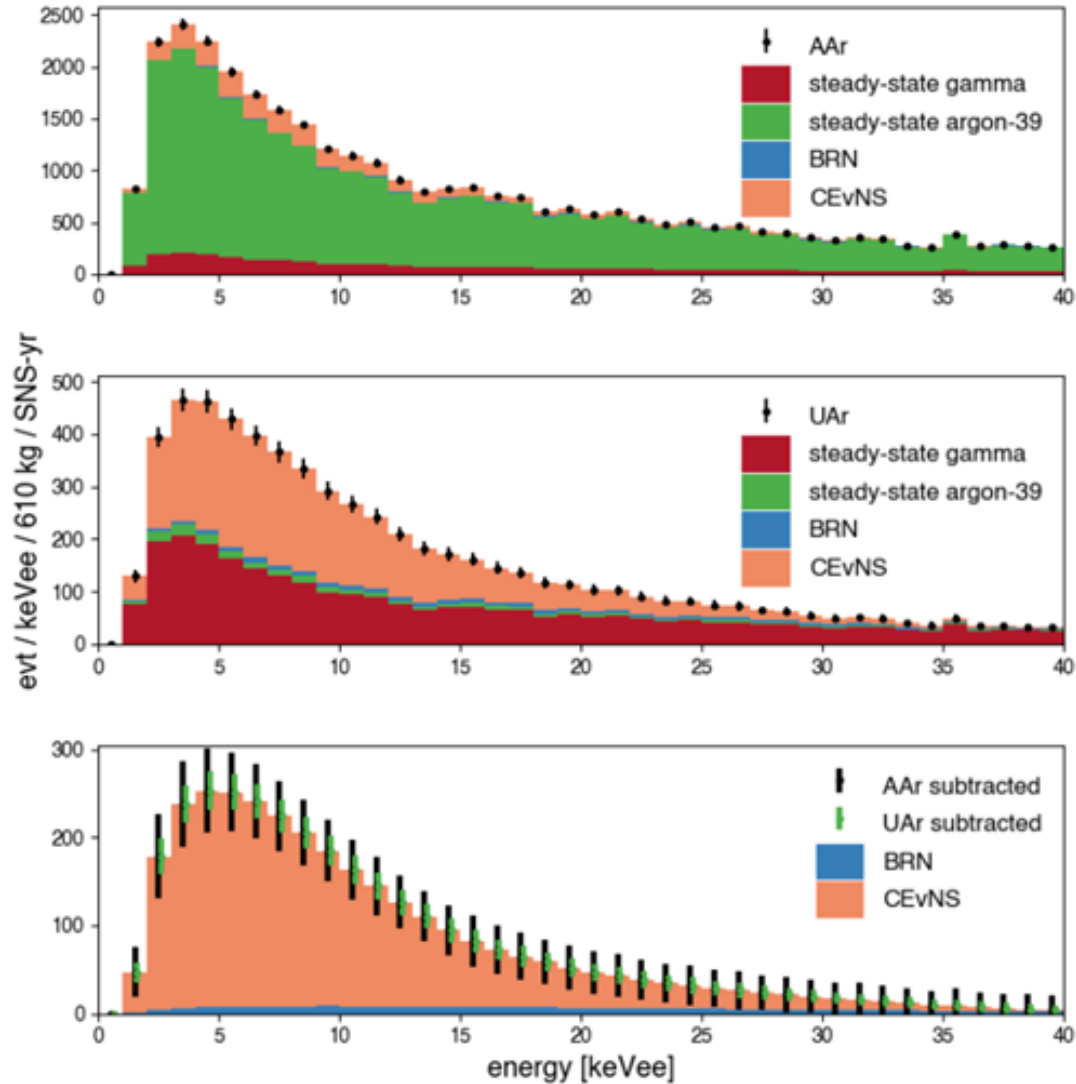 2500
2000
1500
1000
500
0
0 5 10 15 20 25 30 35 40
AAr
steady-state gamma
steady-state argon-39
BRN
CEvNS
evt / keVee / 610 kg / SNS-yr
500
400
300
200
100
0
0 5 10 15 20 25 30 35 40
UAr
steady-state gamma
steady-state argon-39
BRN
CEvNS
300
200
100
0
0 5 10 15 20 25 30 35 40
AAr subtracted
UAr subtracted
BRN
CEvNS
energy [keVee]